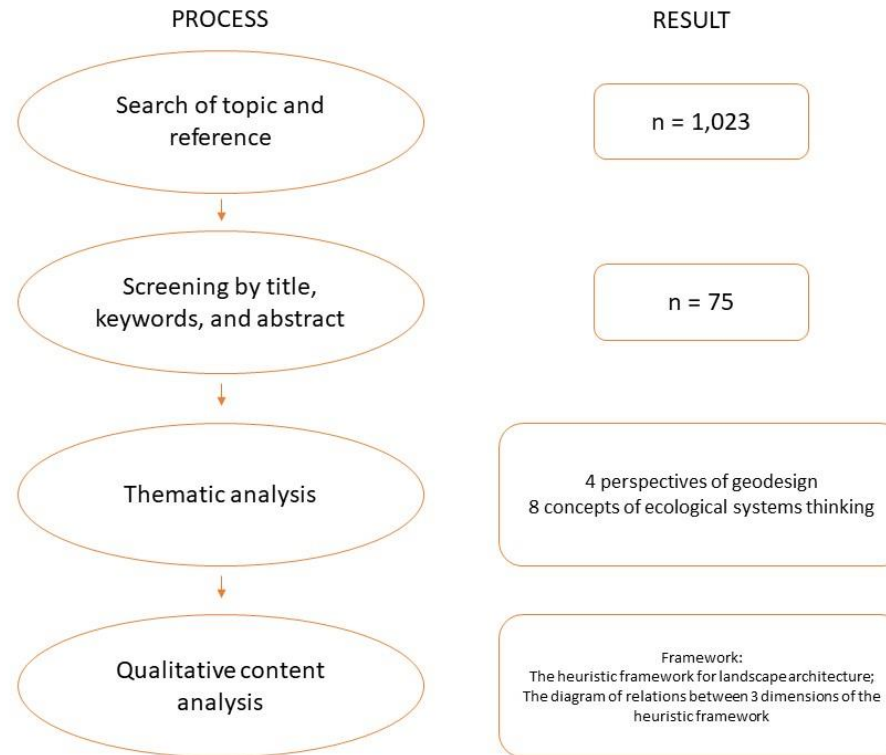 PROCESS
RESULT
Search of topic and
reference
n = 1,023
Screening by title,
keywords, and abstract
n = 75
Thematic analysis
4 perspectives of geodesign
8 concepts of ecological systems thinking
Qualitative content
analysis
Framework:
The heuristic framework for landscape architecture;
The diagram of relations between 3 dimensions of the
heuristic framework